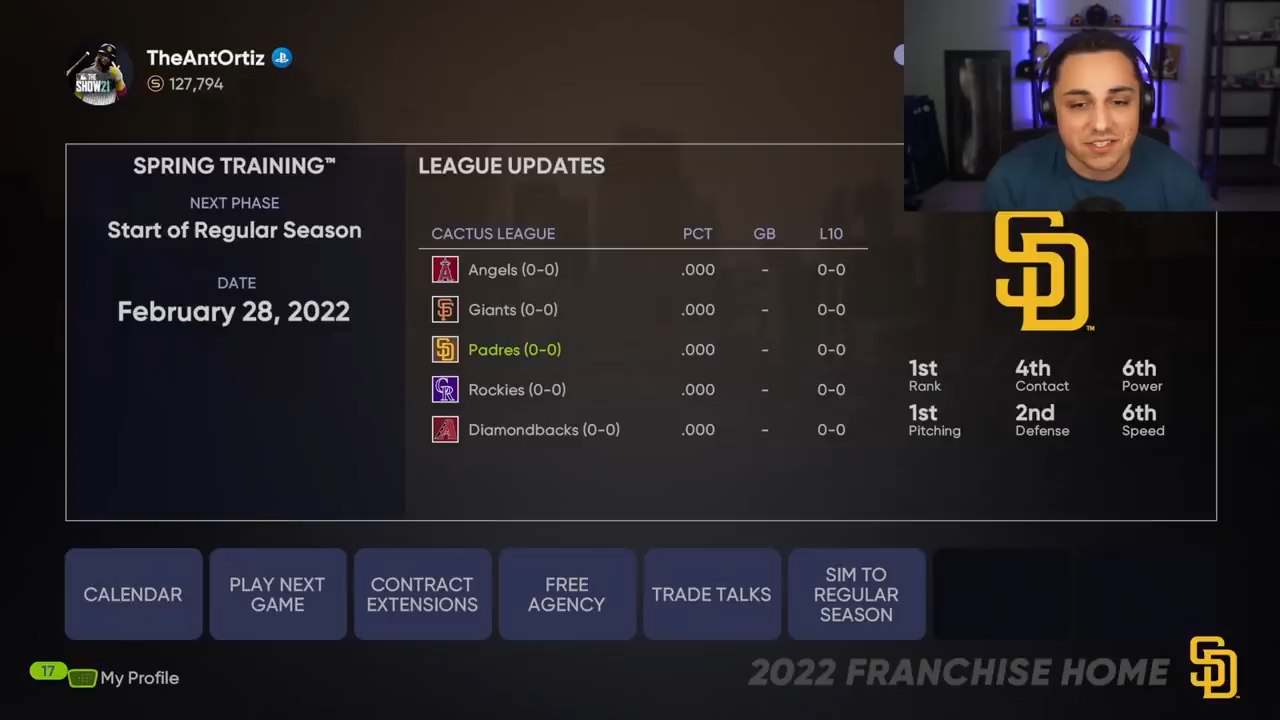 TheAntOrtiz
127,794
THE SHOW21
SPRING TRAINING™
NEXT PHASE
Start of Regular Season
DATE
February 28, 2022
LEAGUE UPDATES
CACTUS LEAGUE PCT GB L10
Angels (0-0) .000 - 0-0
Giants (0-0) .000 - 0-0
Padres (0-0) .000 - 0-0
Rockies (0-0) .000 - 0-0
Diamondbacks (0-0) .000 - 0-0
SD™
1st 4th 6th
Rank Contact Power
1st 2nd 6th
Pitching Defense Speed
CALENDAR
PLAY NEXT
GAME
CONTRACT
EXTENSIONS
FREE
AGENCY
TRADE TALKS
SIM TO
REGULAR
SEASON
17 My Profile
2022 FRANCHISE HOME SD